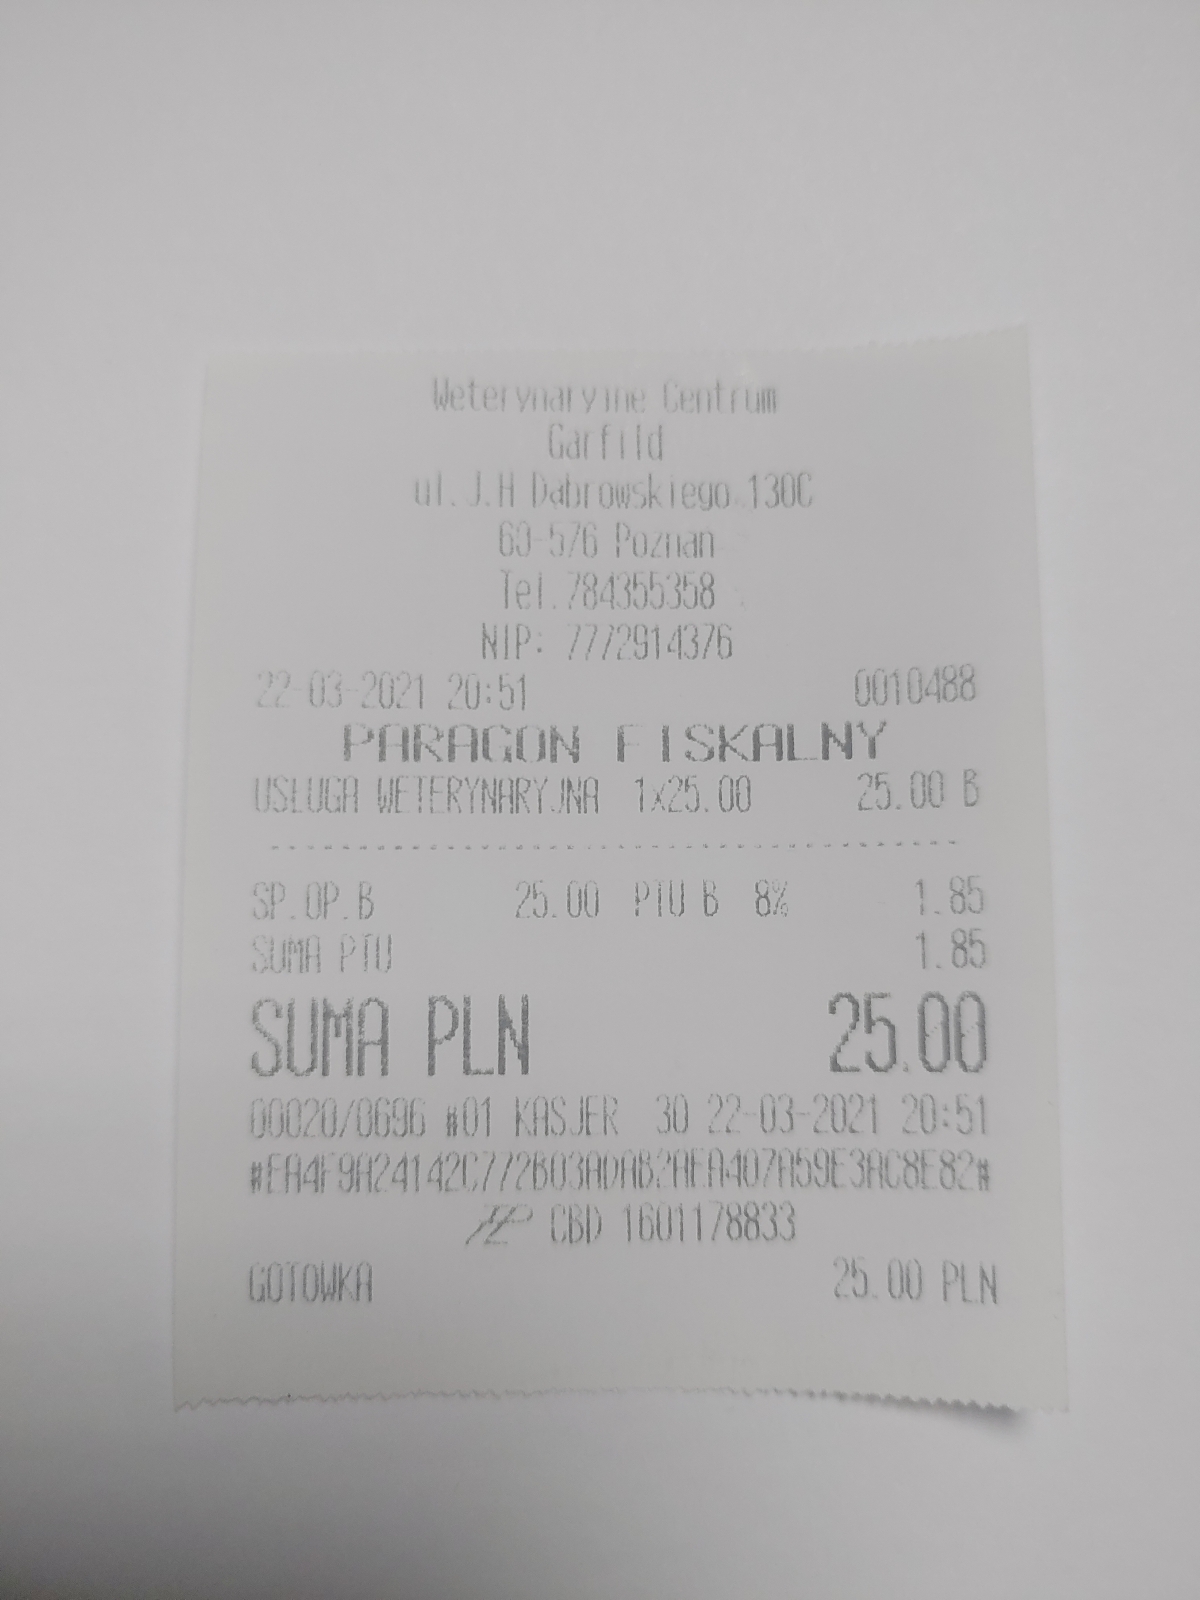 Weterynaryjne Centrum
Garfild
ul.J.H Dąbrowskiego 130C
60-576 Poznan
Tel.784355358
NIP: 7772914376
22-03-2021 20:51 0010488
PARAGON FISKALNY
USŁUGA WETERYNARYJNA 1x25.00 25.00 B
SP.OP.B 25.00 PTU B 8% 1.85
SUMA PTU 1.85
SUMA PLN 25.00
00020/0696 #01 KASJER 30 22-03-2021 20:51
#EA4F9A24142C772B03ADAB2AEA407A59E3AC8E82#
CBD 1601178833
GOTÓWKA 25.00 PLN